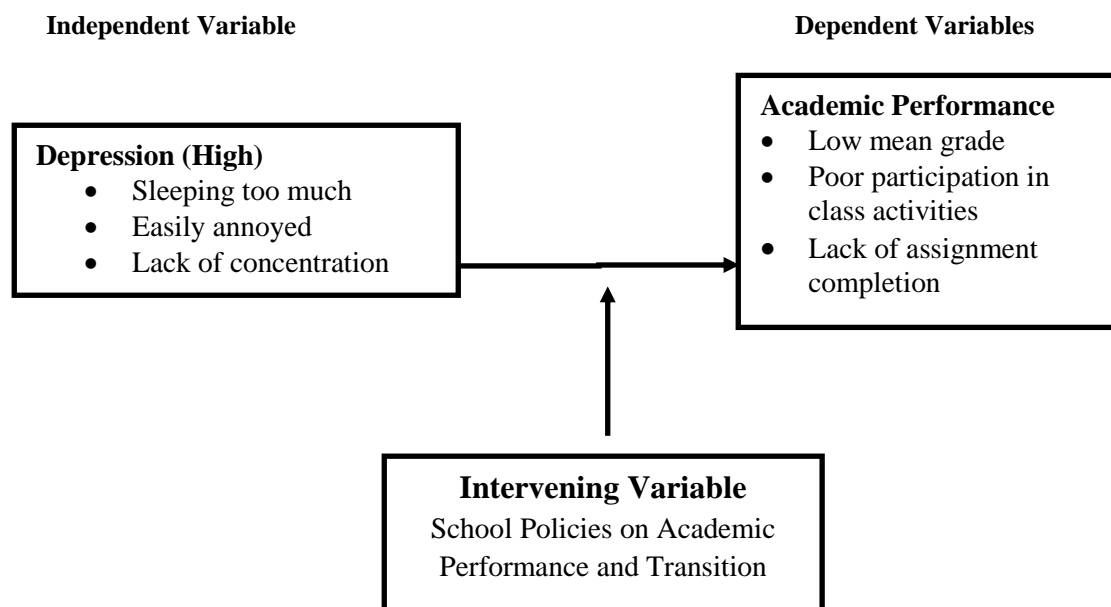 Independent Variable
Dependent Variables
Depression (High)
• Sleeping too much
• Easily annoyed
• Lack of concentration
Academic Performance
• Low mean grade
• Poor participation in
class activities
• Lack of assignment
completion
Intervening Variable
School Policies on Academic
Performance and Transition